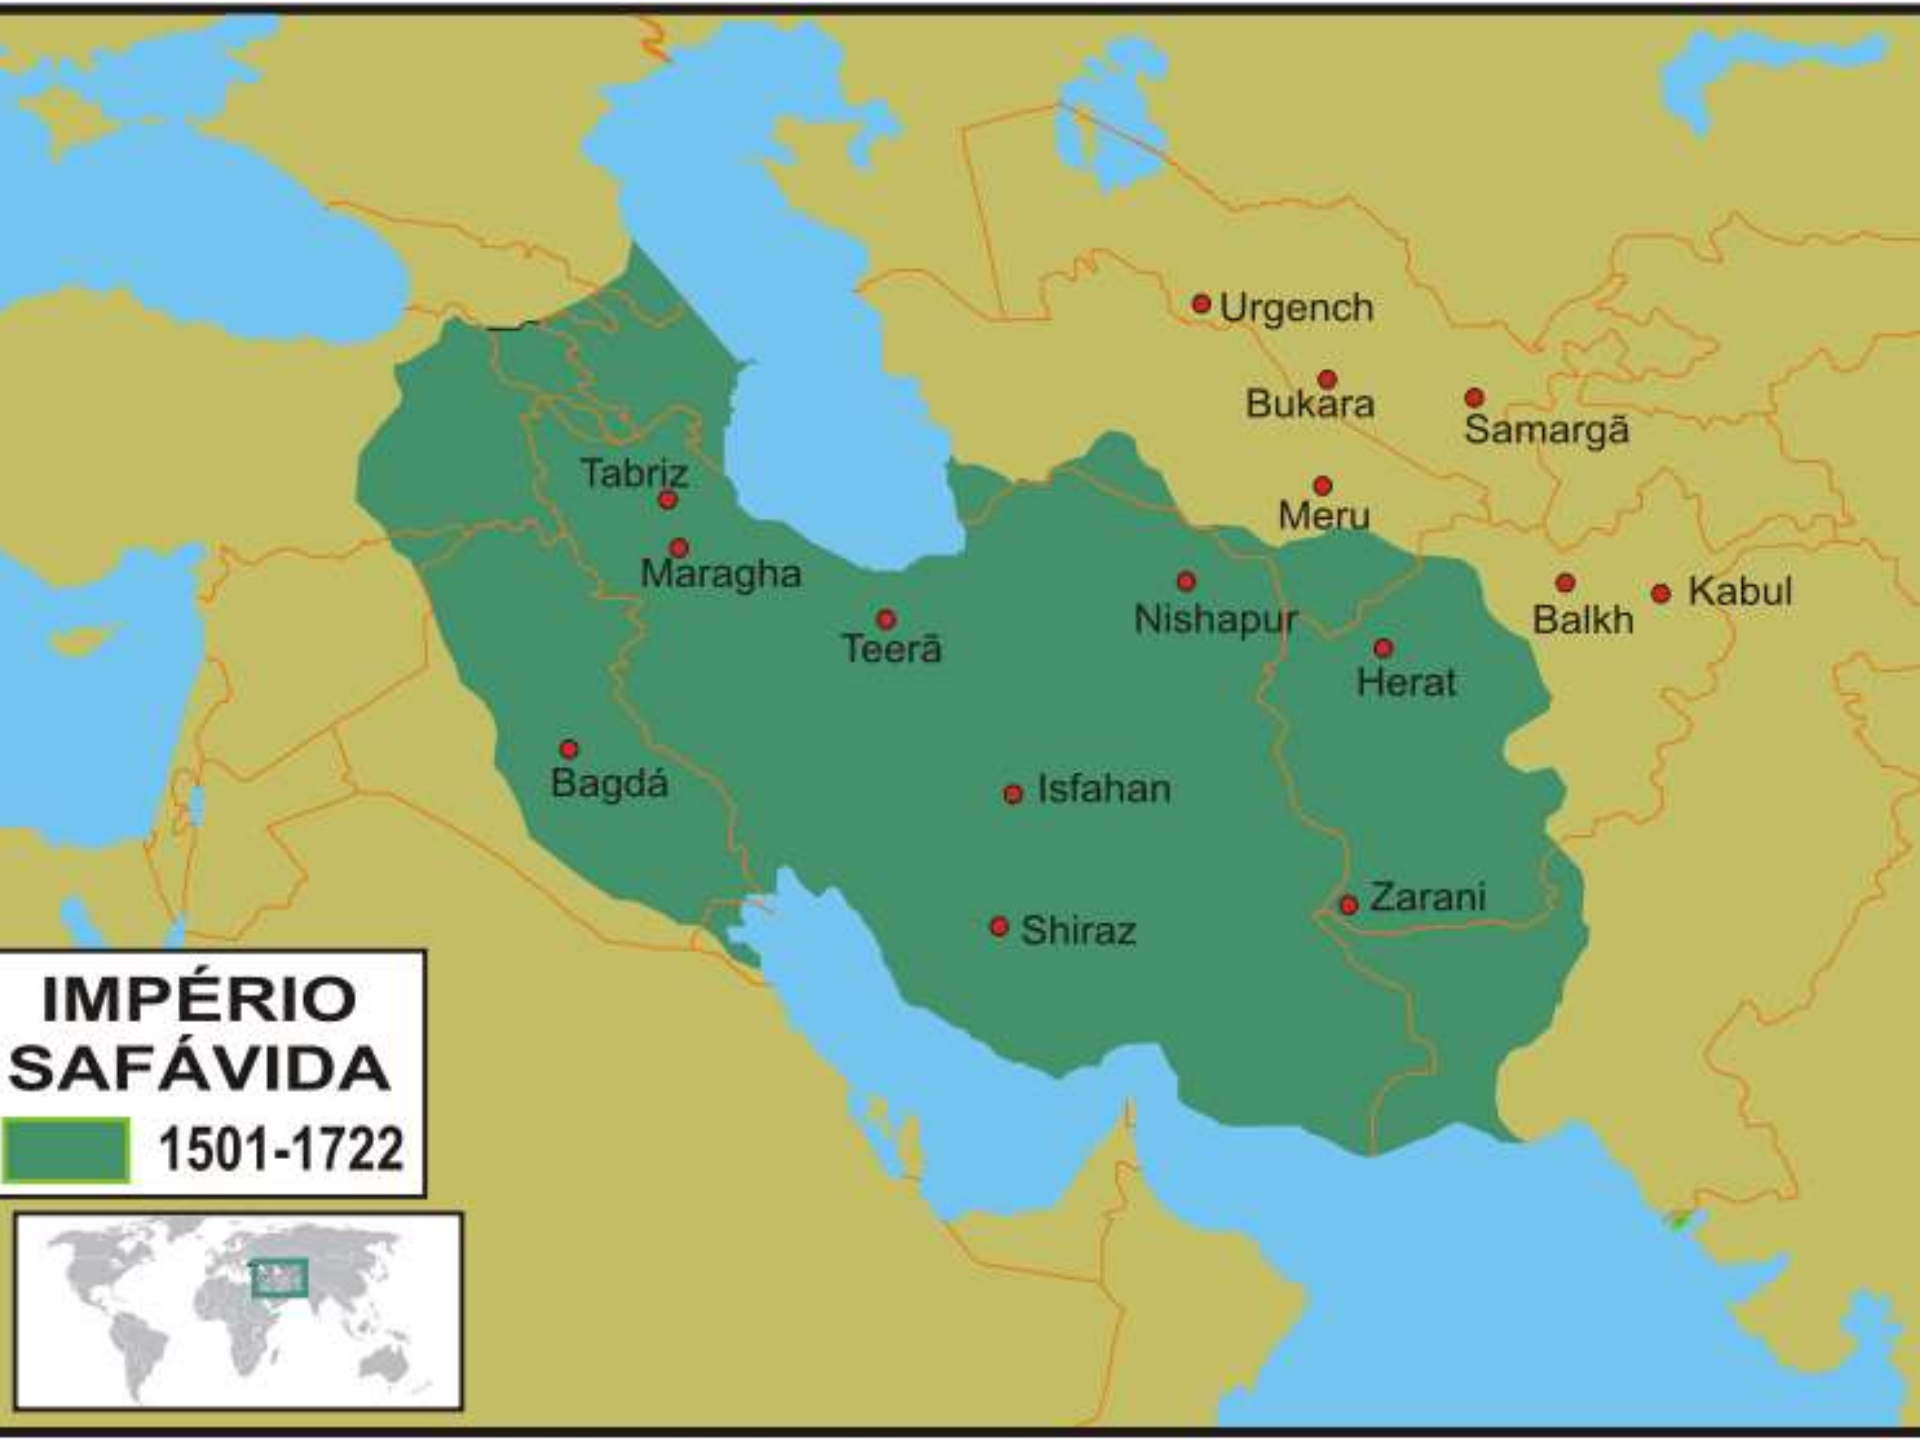 Urgench
Bukara
Samargã
Tabriz
Meru
Maragha
Nishapur
Balkh
Kabul
Teerã
Herat
Bagdá
Isfahan
Zarani
Shiraz
IMPÉRIO
SAFÁVIDA
1501-1722